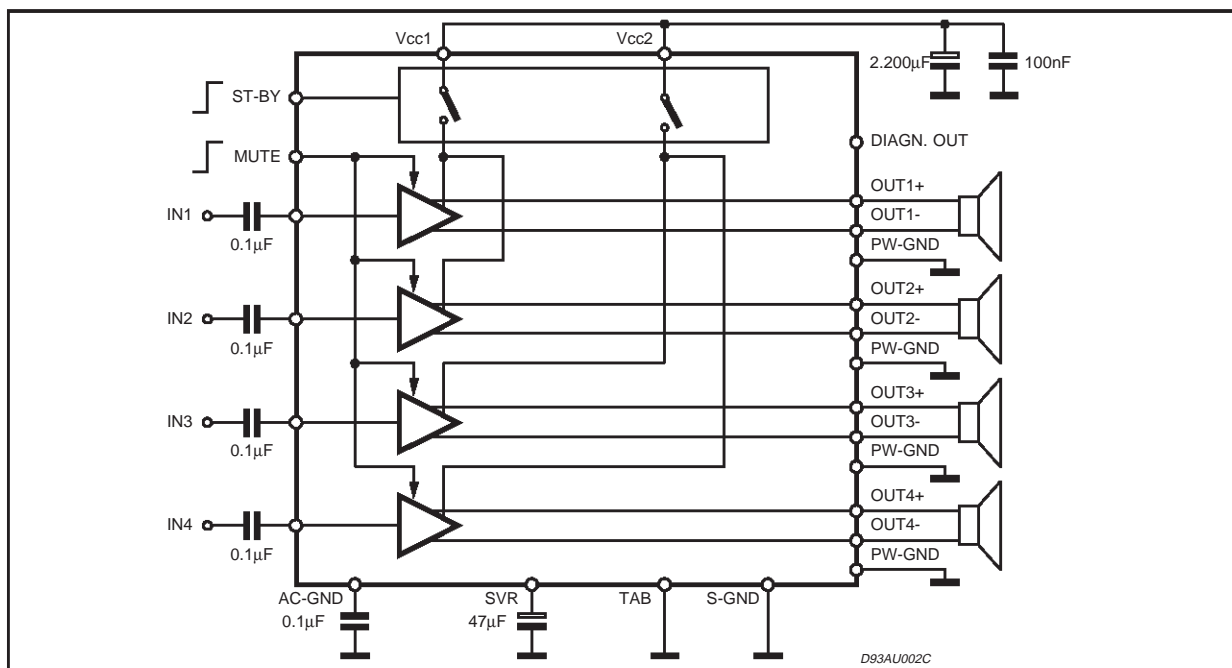 Vcc1
Vcc2
2.200µF
100nF
ST-BY
DIAGN. OUT
MUTE
OUT1+
IN1
OUT1-
0.1µF
PW-GND
OUT2+
IN2
OUT2-
0.1µF
PW-GND
OUT3+
IN3
OUT3-
0.1µF
PW-GND
OUT4+
IN4
OUT4-
0.1µF
PW-GND
AC-GND
SVR
TAB
S-GND
0.1µF
47µF
D93AU002C